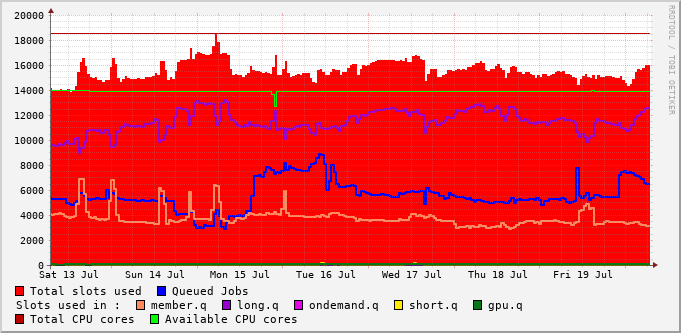 20000
18000
16000
14000
12000
10000
8000
6000
4000
2000
0
Sat 13 Jul Sun 14 Jul Mon 15 Jul Tue 16 Jul Wed 17 Jul Thu 18 Jul Fri 19 Jul
Total slots used Queued Jobs
Slots used in : member.q long.q ondemand.q short.q gpu.q
Total CPU cores Available CPU cores
RRDTOOL / TOBI OETIKER